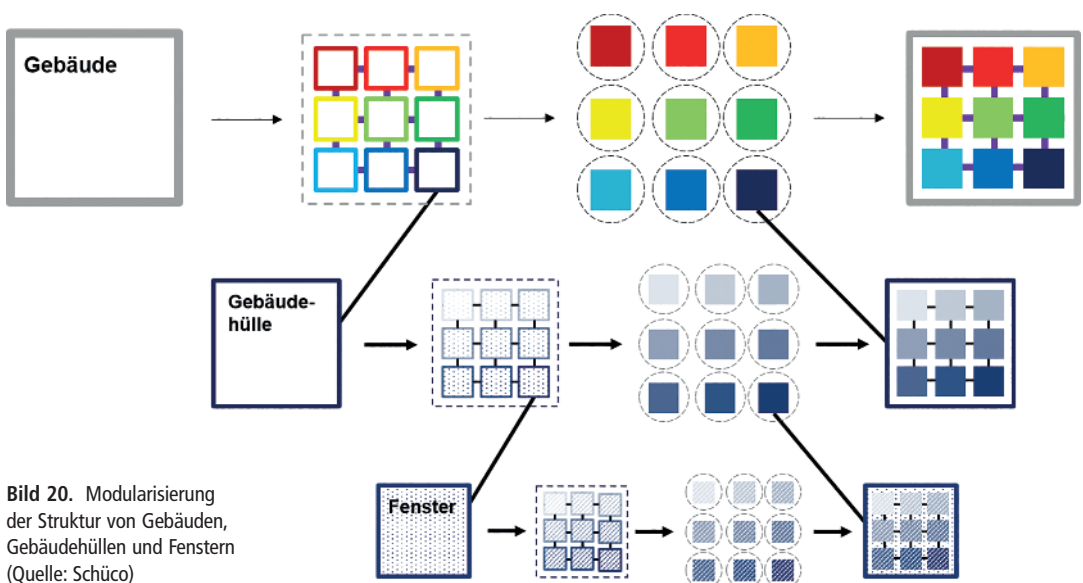 Gebäude
Gebäude-
hülle
Fenster
Bild 20. Modularisierung
der Struktur von Gebäuden,
Gebäudehüllen und Fenstern
(Quelle: Schüco)